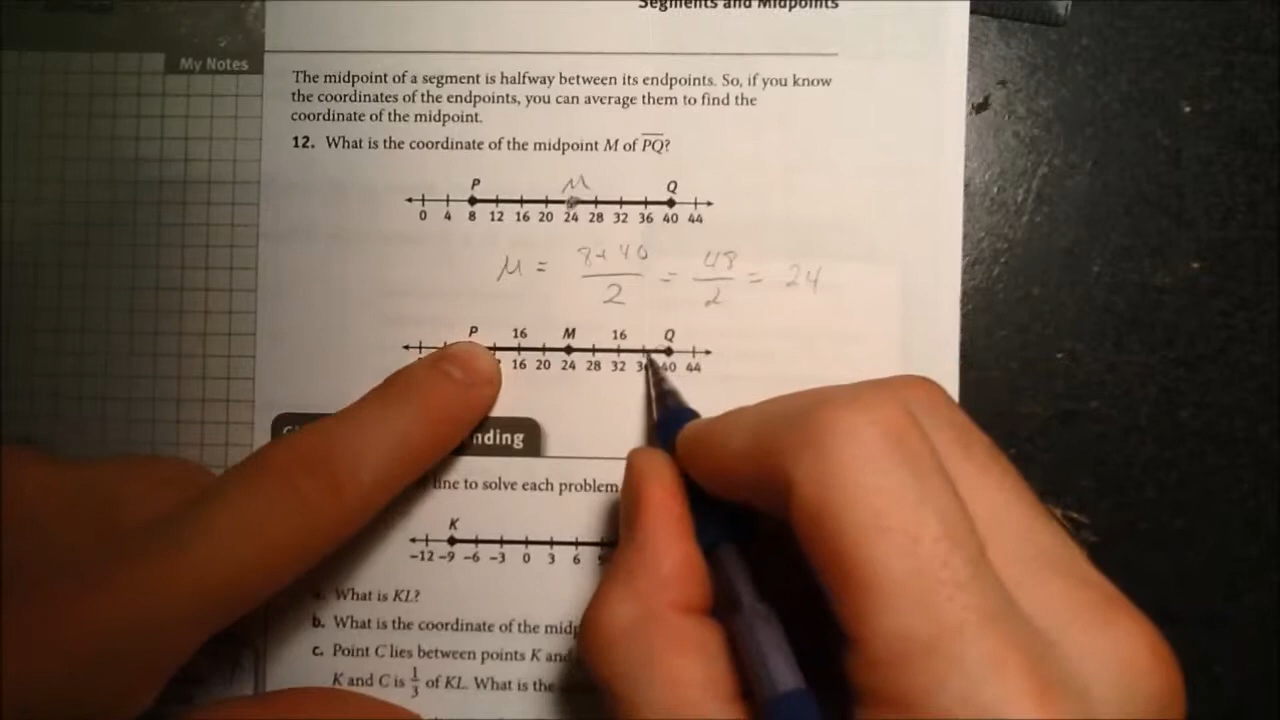 Segments and Midpoints
My Notes
The midpoint of a segment is halfway between its endpoints. So, if you know
the coordinates of the endpoints, you can average them to find the
coordinate of the midpoint.
12. What is the coordinate of the midpoint M of PQ?
P M Q
0 4 8 12 16 20 24 28 32 36 40 44
M = 8+40/2 = 48/2 = 24
P 16 M 16 Q
16 20 24 28 32 40 44
line to solve each problem
K
-12 -9 -6 -3 0 3 6
What is KL?
b. What is the coordinate of the
c. Point C lies between points K and
K and C is 1/3 of KL. What is the